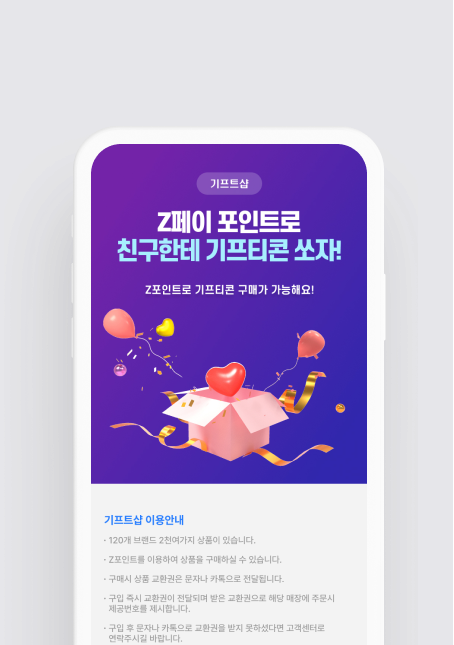 기프트샵
Z페이 포인트로
친구한테 기프티콘 쏘자!
Z포인트로 기프티콘 구매가 가능해요!
기프트샵 이용안내
· 120개 브랜드 2천여가지 상품이 있습니다.
· Z포인트를 이용하여 상품을 구매하실 수 있습니다.
· 구매시 상품 교환권은 문자나 카톡으로 전달됩니다.
· 구입 즉시 교환권이 전달되며 받은 교환권으로 해당 매장에 주문시
제공번호를 제시합니다.
· 구입 후 문자나 카톡으로 교환권을 받지 못하셨다면 고객센터로
연락주시길 바랍니다.